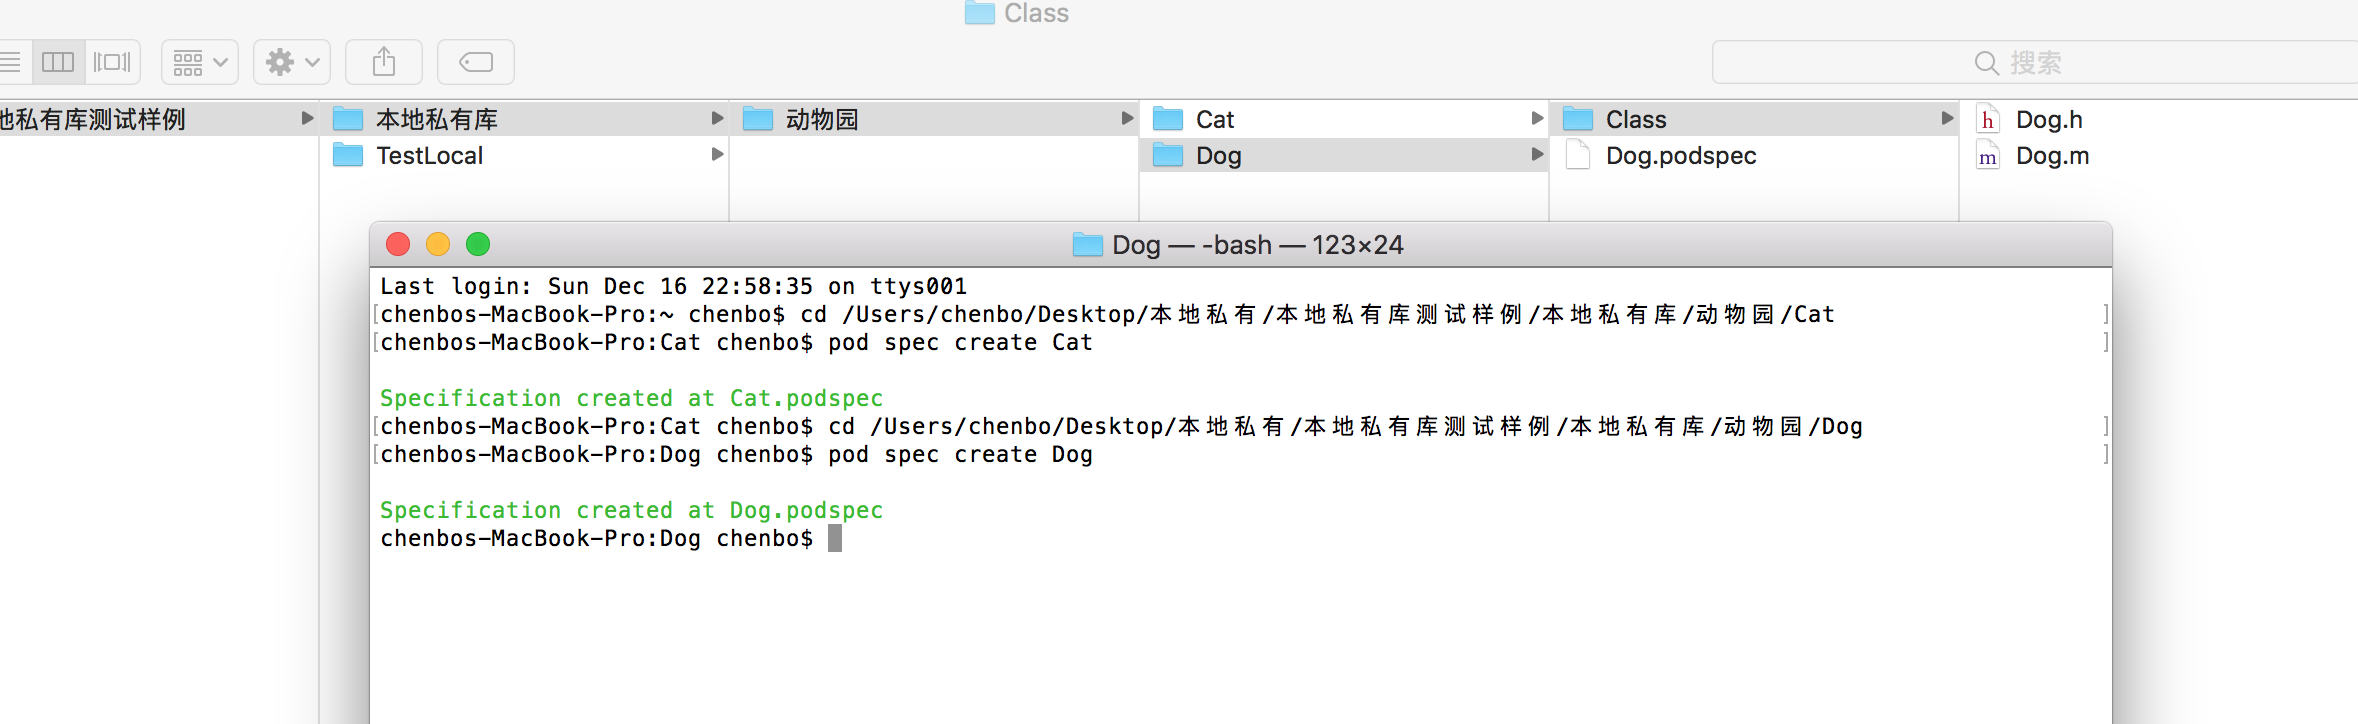 Class
搜索
地私有库测试样例
本地私有库
动物园
Cat
Class
Dog.h
TestLocal
Dog
Dog.podspec
Dog.m
Dog — -bash — 123×24
Last login: Sun Dec 16 22:58:35 on ttys001
[chenbos-MacBook-Pro:~ chenbo$ cd /Users/chenbo/Desktop/本地私有/本地私有库测试样例/本地私有库/动物园/Cat ]
[chenbos-MacBook-Pro:Cat chenbo$ pod spec create Cat ]
Specification created at Cat.podspec
[chenbos-MacBook-Pro:Cat chenbo$ cd /Users/chenbo/Desktop/本地私有/本地私有库测试样例/本地私有库/动物园/Dog ]
[chenbos-MacBook-Pro:Dog chenbo$ pod spec create Dog ]
Specification created at Dog.podspec
chenbos-MacBook-Pro:Dog chenbo$